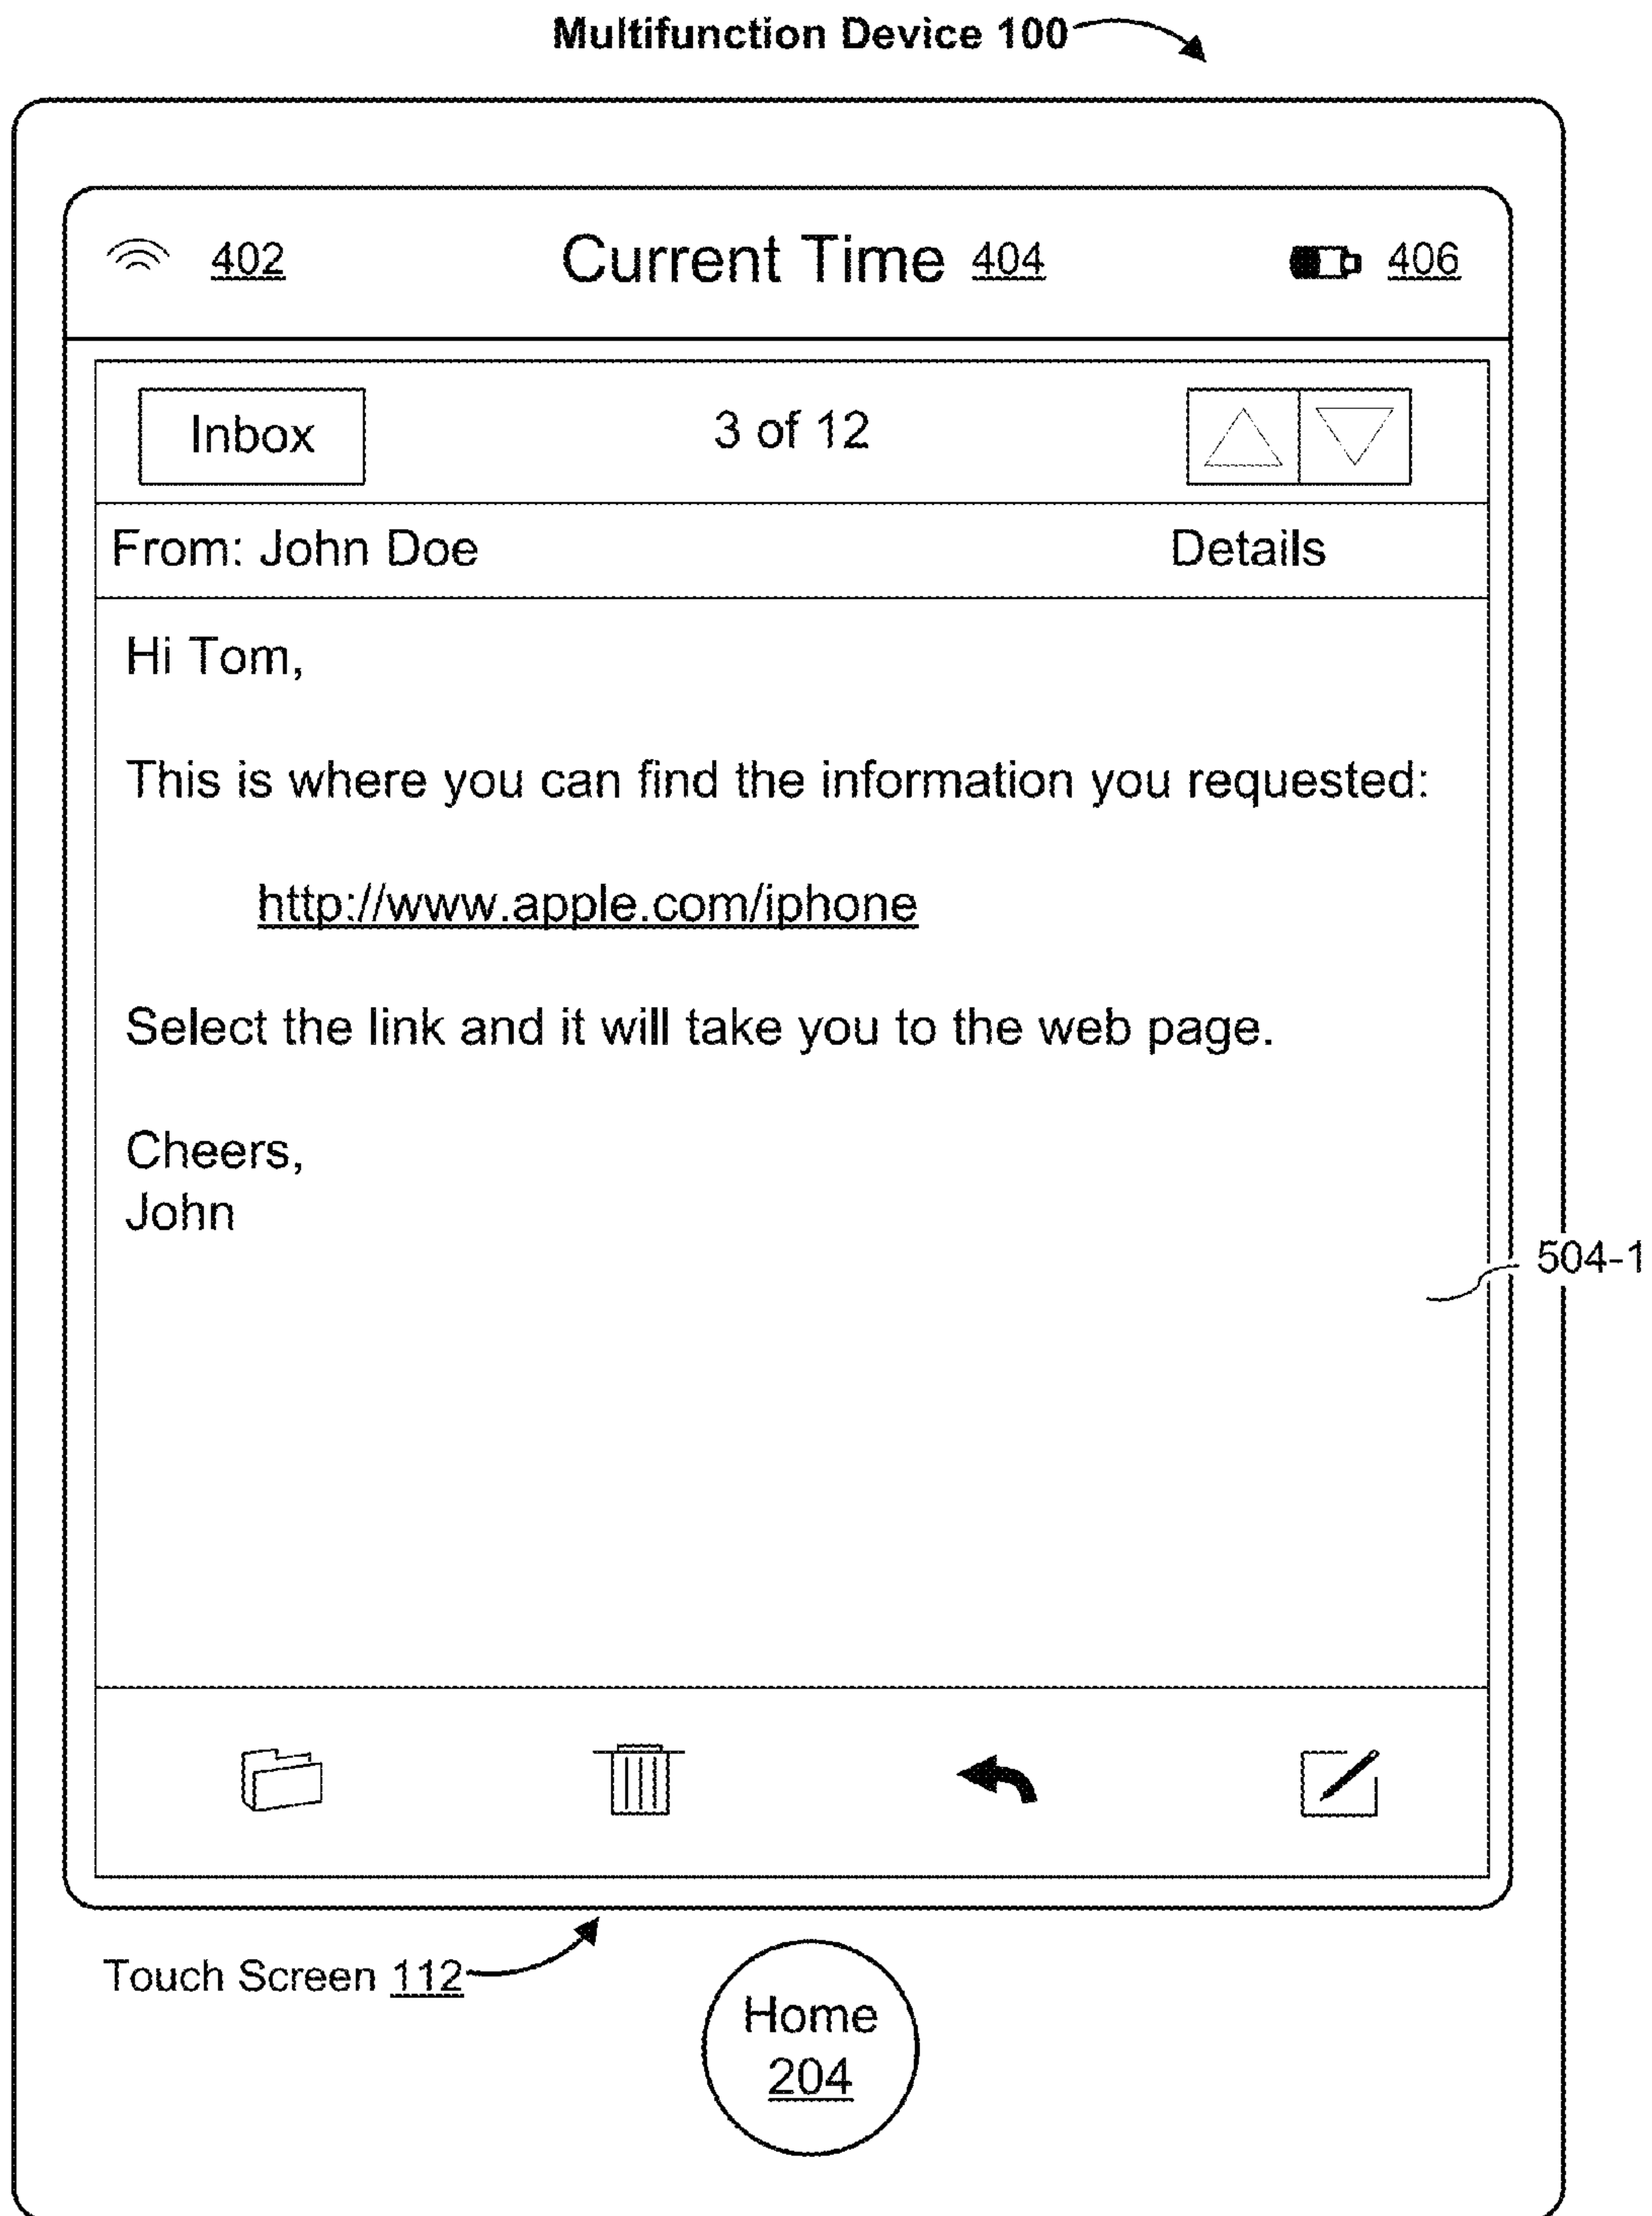 Multifunction Device 100
402 Current Time 404 406
Inbox 3 of 12
From: John Doe Details
Hi Tom,
This is where you can find the information you requested:
http://www.apple.com/iphone
Select the link and it will take you to the web page.
Cheers,
John
504-1
Touch Screen 112
Home
204